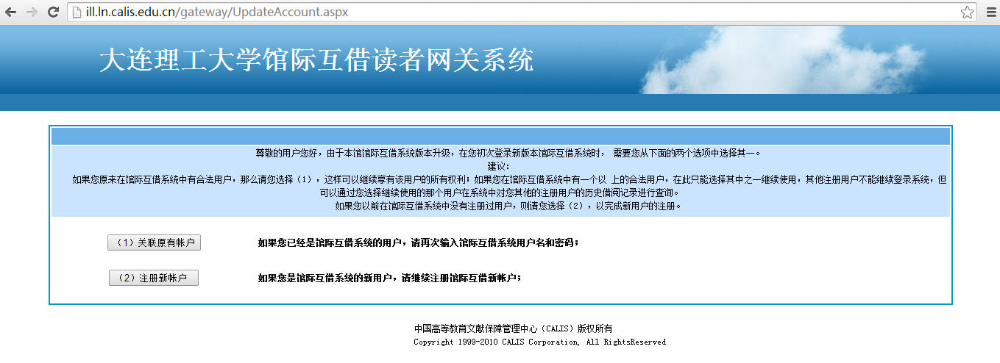 ill.ln.calis.edu.cn/gateway/UpdateAccount.aspx
大连理工大学馆际互借读者网关系统
尊敬的用户您好，由于本馆馆际互借系统版本升级，在您初次登录新版本馆际互借系统时， 需要您从下面的两个选项中选择其一。
建议：
如果您原来在馆际互借系统中有合法用户，那么请您选择（1），这样可以继续享有该用户的所有权利；如果您在馆际互借系统中有一个以 上的合法用户，在此只能选择其中之一继续使用，其他注册用户不能继续登录系统，但
可以通过您选择继续使用的那个用户在系统中对您其他的注册用户的历史借阅记录进行查询。
如果您以前在馆际互借系统中没有注册过用户，则请您选择（2），以完成新用户的注册。
（1）关联原有帐户 如果您已经是馆际互借系统的用户，请再次输入馆际互借系统用户名和密码；
（2）注册新帐户 如果您是馆际互借系统的新用户，请继续注册馆际互借新帐户；
中国高等教育文献保障管理中心（CALIS）版权所有
Copyright 1999-2010 CALIS Corporation, All RightsReserved